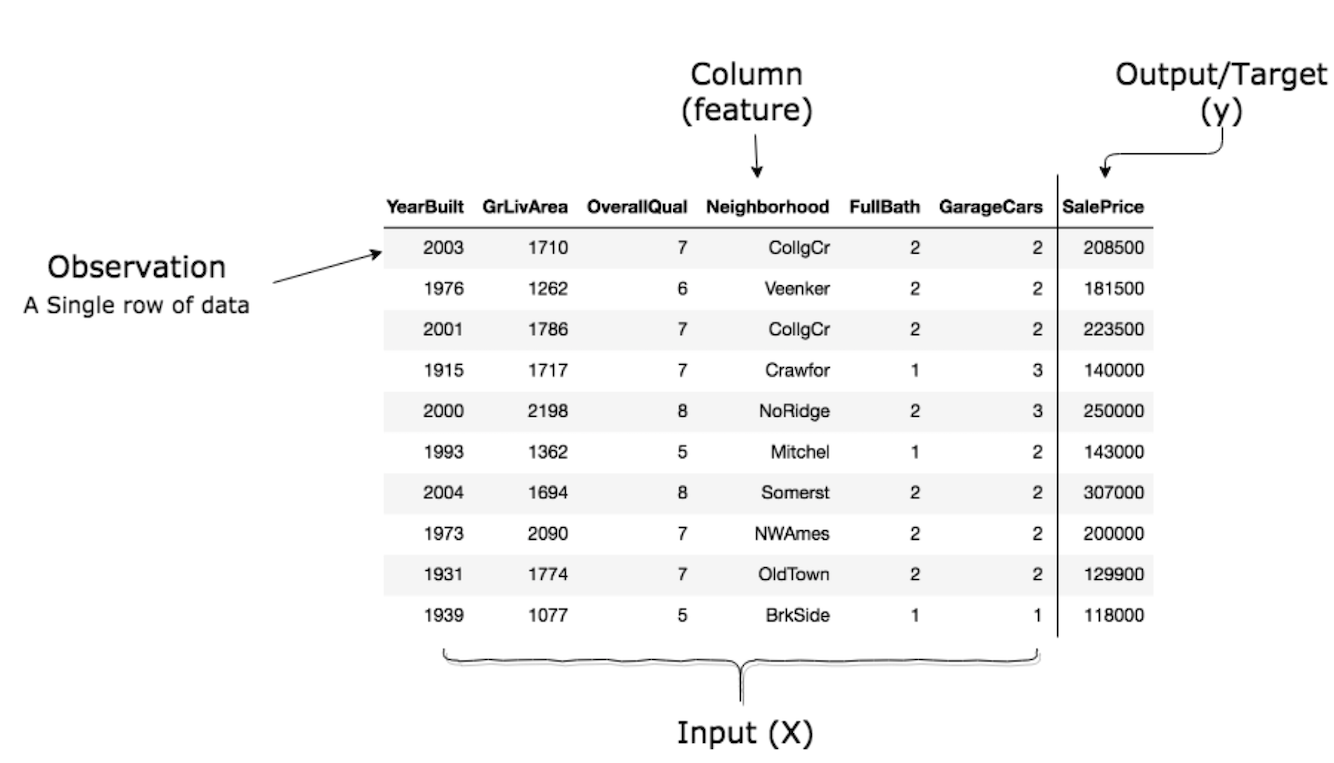 Column
(feature)
Output/Target
(y)
YearBuilt GrLivArea OverallQual Neighborhood FullBath GarageCars SalePrice
Observation
A Single row of data
2003 1710 7 CollgCr 2 2 208500
1976 1262 6 Veenker 2 2 181500
2001 1786 7 CollgCr 2 2 223500
1915 1717 7 Crawfor 1 3 140000
2000 2198 8 NoRidge 2 3 250000
1993 1362 5 Mitchel 1 2 143000
2004 1694 8 Somerst 2 2 307000
1973 2090 7 NWAmes 2 2 200000
1931 1774 7 OldTown 2 2 129900
1939 1077 5 BrkSide 1 1 118000
Input (X)